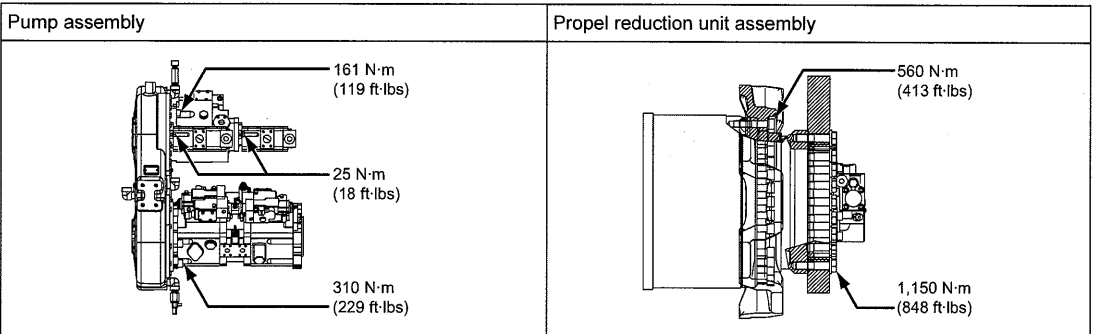 Pump assembly
161 N·m
(119 ft·lbs)
25 N·m
(18 ft·lbs)
310 N·m
(229 ft·lbs)
Propel reduction unit assembly
560 N·m
(413 ft·lbs)
1,150 N·m
(848 ft·lbs)